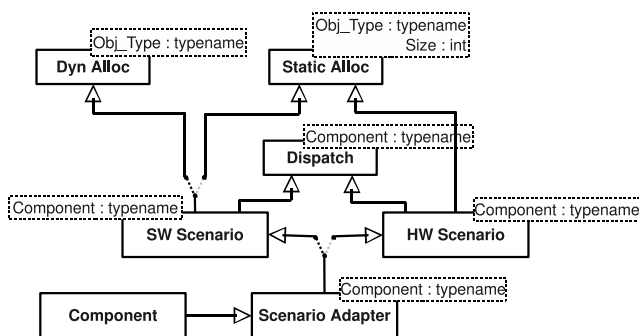 Obj_Type : typename
Size : int
Obj_Type : typename
Dyn Alloc
Static Alloc
Component : typename
Dispatch
Component : typename
Component : typename
SW Scenario
HW Scenario
Component : typename
Component
Scenario Adapter